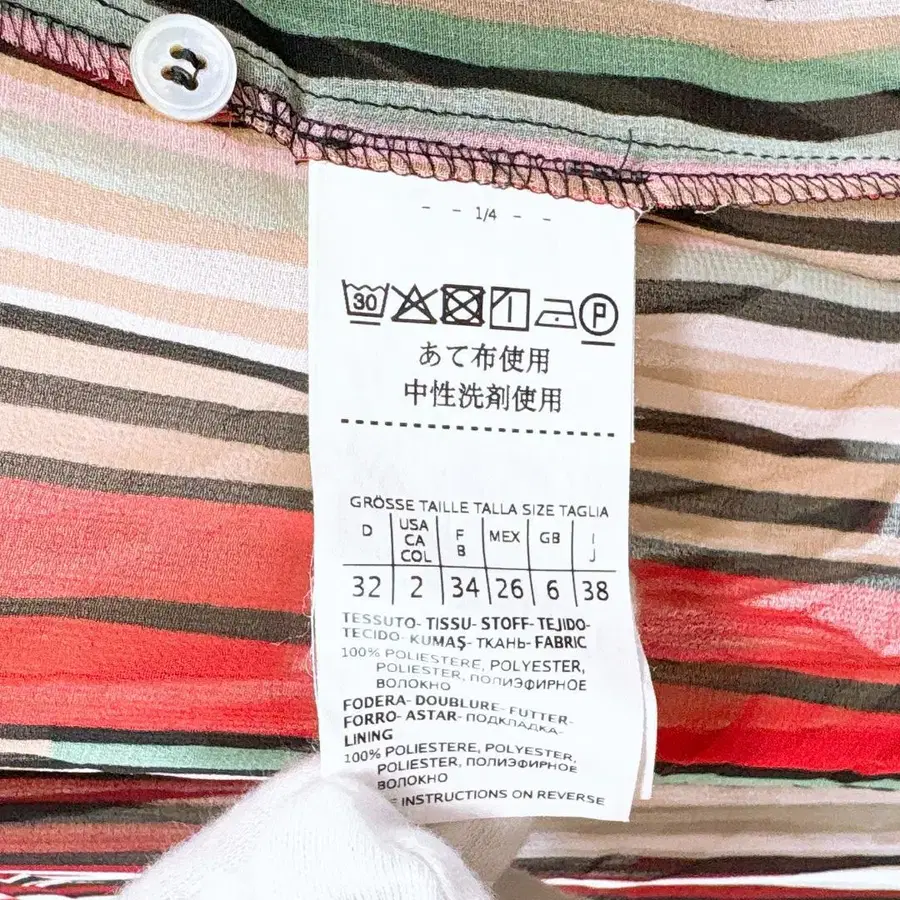 - - 1/4 - -
30 P
あて布使用
中性洗剤使用
GRÖSSE TAILLE TALLA SIZE TAGLIA
D USA CA COL F B MEX GB I J
32 2 34 26 6 38
TESSUTO- TISSU- STOFF- TEJIDO-
TECIDO- KUMAŞ- ТКАНЬ- FABRIC
100% POLIESTERE, POLYESTER,
POLIESTER, ПОЛИЭФИРНОЕ
ВОЛОКНО
FODERA- DOUBLURE- FUTTER-
FORRO- ASTAR- ПОДКЛАДКА-
LINING
100% POLIESTERE, POLYESTER,
POLIESTER, ПОЛИЭФИРНОЕ
ВОЛОКНО
INSTRUCTIONS ON REVERSE